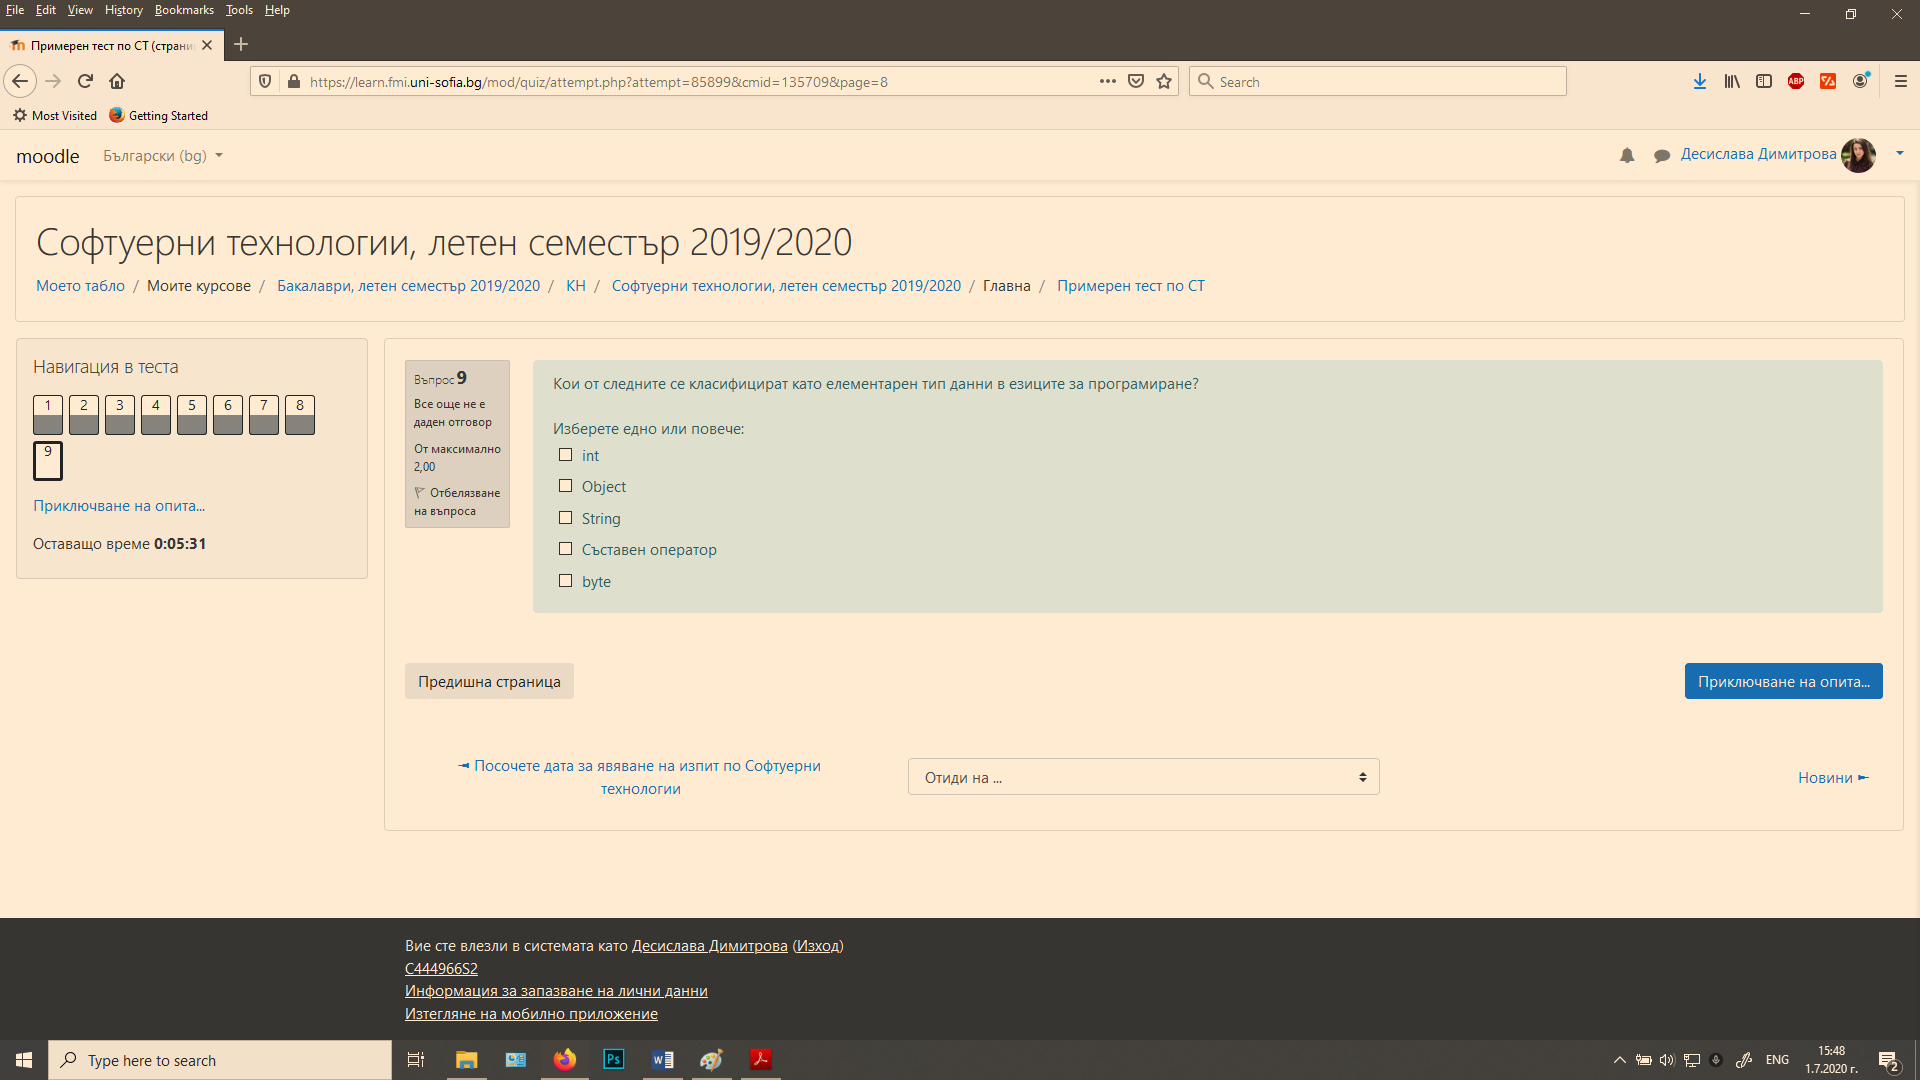 File Edit View History Bookmarks Tools Help
Примерен тест по СТ (страни
https://learn.fmi.uni-sofia.bg/mod/quiz/attempt.php?attempt=85899&cmid=135709&page=8
Search
ABP
Most Visited Getting Started
moodle Български (bg) Десислава Димитрова
Софтуерни технологии, летен семестър 2019/2020
Моето табло / Моите курсове / Бакалаври, летен семестър 2019/2020 / КН / Софтуерни технологии, летен семестър 2019/2020 / Главна / Примерен тест по СТ
Навигация в теста
1 2 3 4 5 6 7 8
9
Приключване на опита...
Оставащо време 0:05:31
Въпрос 9
Все още не е
даден отговор
От максимално
2,00
Отбелязване
на въпроса
Кои от следните се класифицират като елементарен тип данни в езиците за програмиране?
Изберете едно или повече:
int
Object
String
Съставен оператор
byte
Предишна страница
Приключване на опита...
◄ Посочете дата за явяване на изпит по Софтуерни
технологии
Отиди на ...
Новини ►
Вие сте влезли в системата като Десислава Димитрова (Изход)
С444966S2
Информация за запазване на лични данни
Изтегляне на мобилно приложение
Type here to search
Ps
W
ENG
15:48
1.7.2020 г.
2